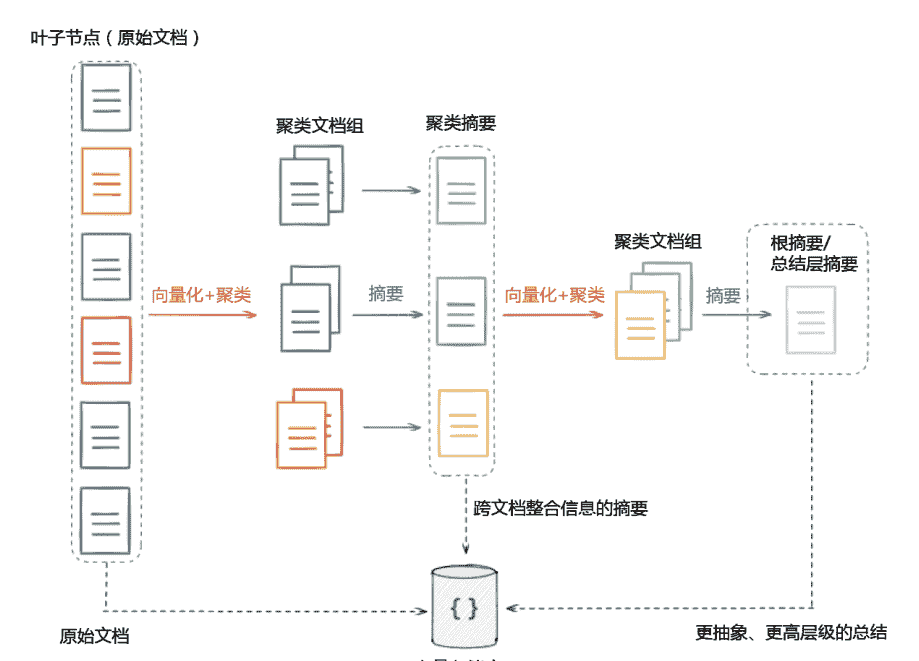 叶子节点（原始文档）
聚类文档组
聚类摘要
聚类文档组
根摘要/
总结层摘要
向量化+聚类
摘要
向量化+聚类
摘要
跨文档整合信息的摘要
{}
原始文档
更抽象、更高层级的总结